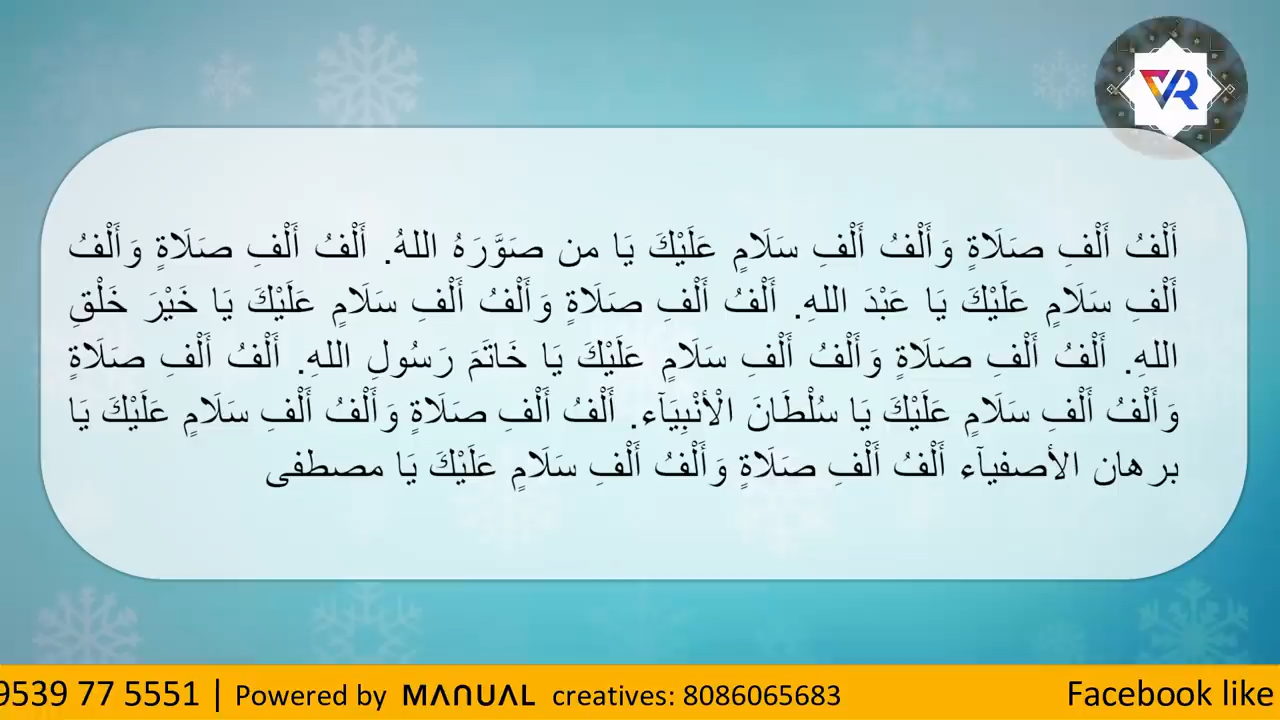 VR
أَلْفُ أَلْفِ صَلَاةٍ وَأَلْفُ أَلْفِ سَلَامٍ عَلَيْكَ يَا من صَوَّرَهُ اللهُ. أَلْفُ أَلْفِ صَلَاةٍ وَأَلْفُ
أَلْفِ سَلَامٍ عَلَيْكَ يَا عَبْدَ اللهِ. أَلْفُ أَلْفِ صَلَاةٍ وَأَلْفُ أَلْفِ سَلَامٍ عَلَيْكَ يَا خَيْرَ خَلْقِ
اللهِ. أَلْفُ أَلْفِ صَلَاةٍ وَأَلْفُ أَلْفِ سَلَامٍ عَلَيْكَ يَا خَاتَمَ رَسُولِ اللهِ. أَلْفُ أَلْفِ صَلَاةٍ
وَأَلْفُ أَلْفِ سَلَامٍ عَلَيْكَ يَا سُلْطَانَ الْأَنْبِيَآء. أَلْفُ أَلْفِ صَلَاةٍ وَأَلْفُ أَلْفِ سَلَامٍ عَلَيْكَ يَا
برهان الأصفيآء أَلْفُ أَلْفِ صَلَاةٍ وَأَلْفُ أَلْفِ سَلَامٍ عَلَيْكَ يَا مصطفى
9539 77 5551 | Powered by MANUAL creatives: 8086065683 Facebook like